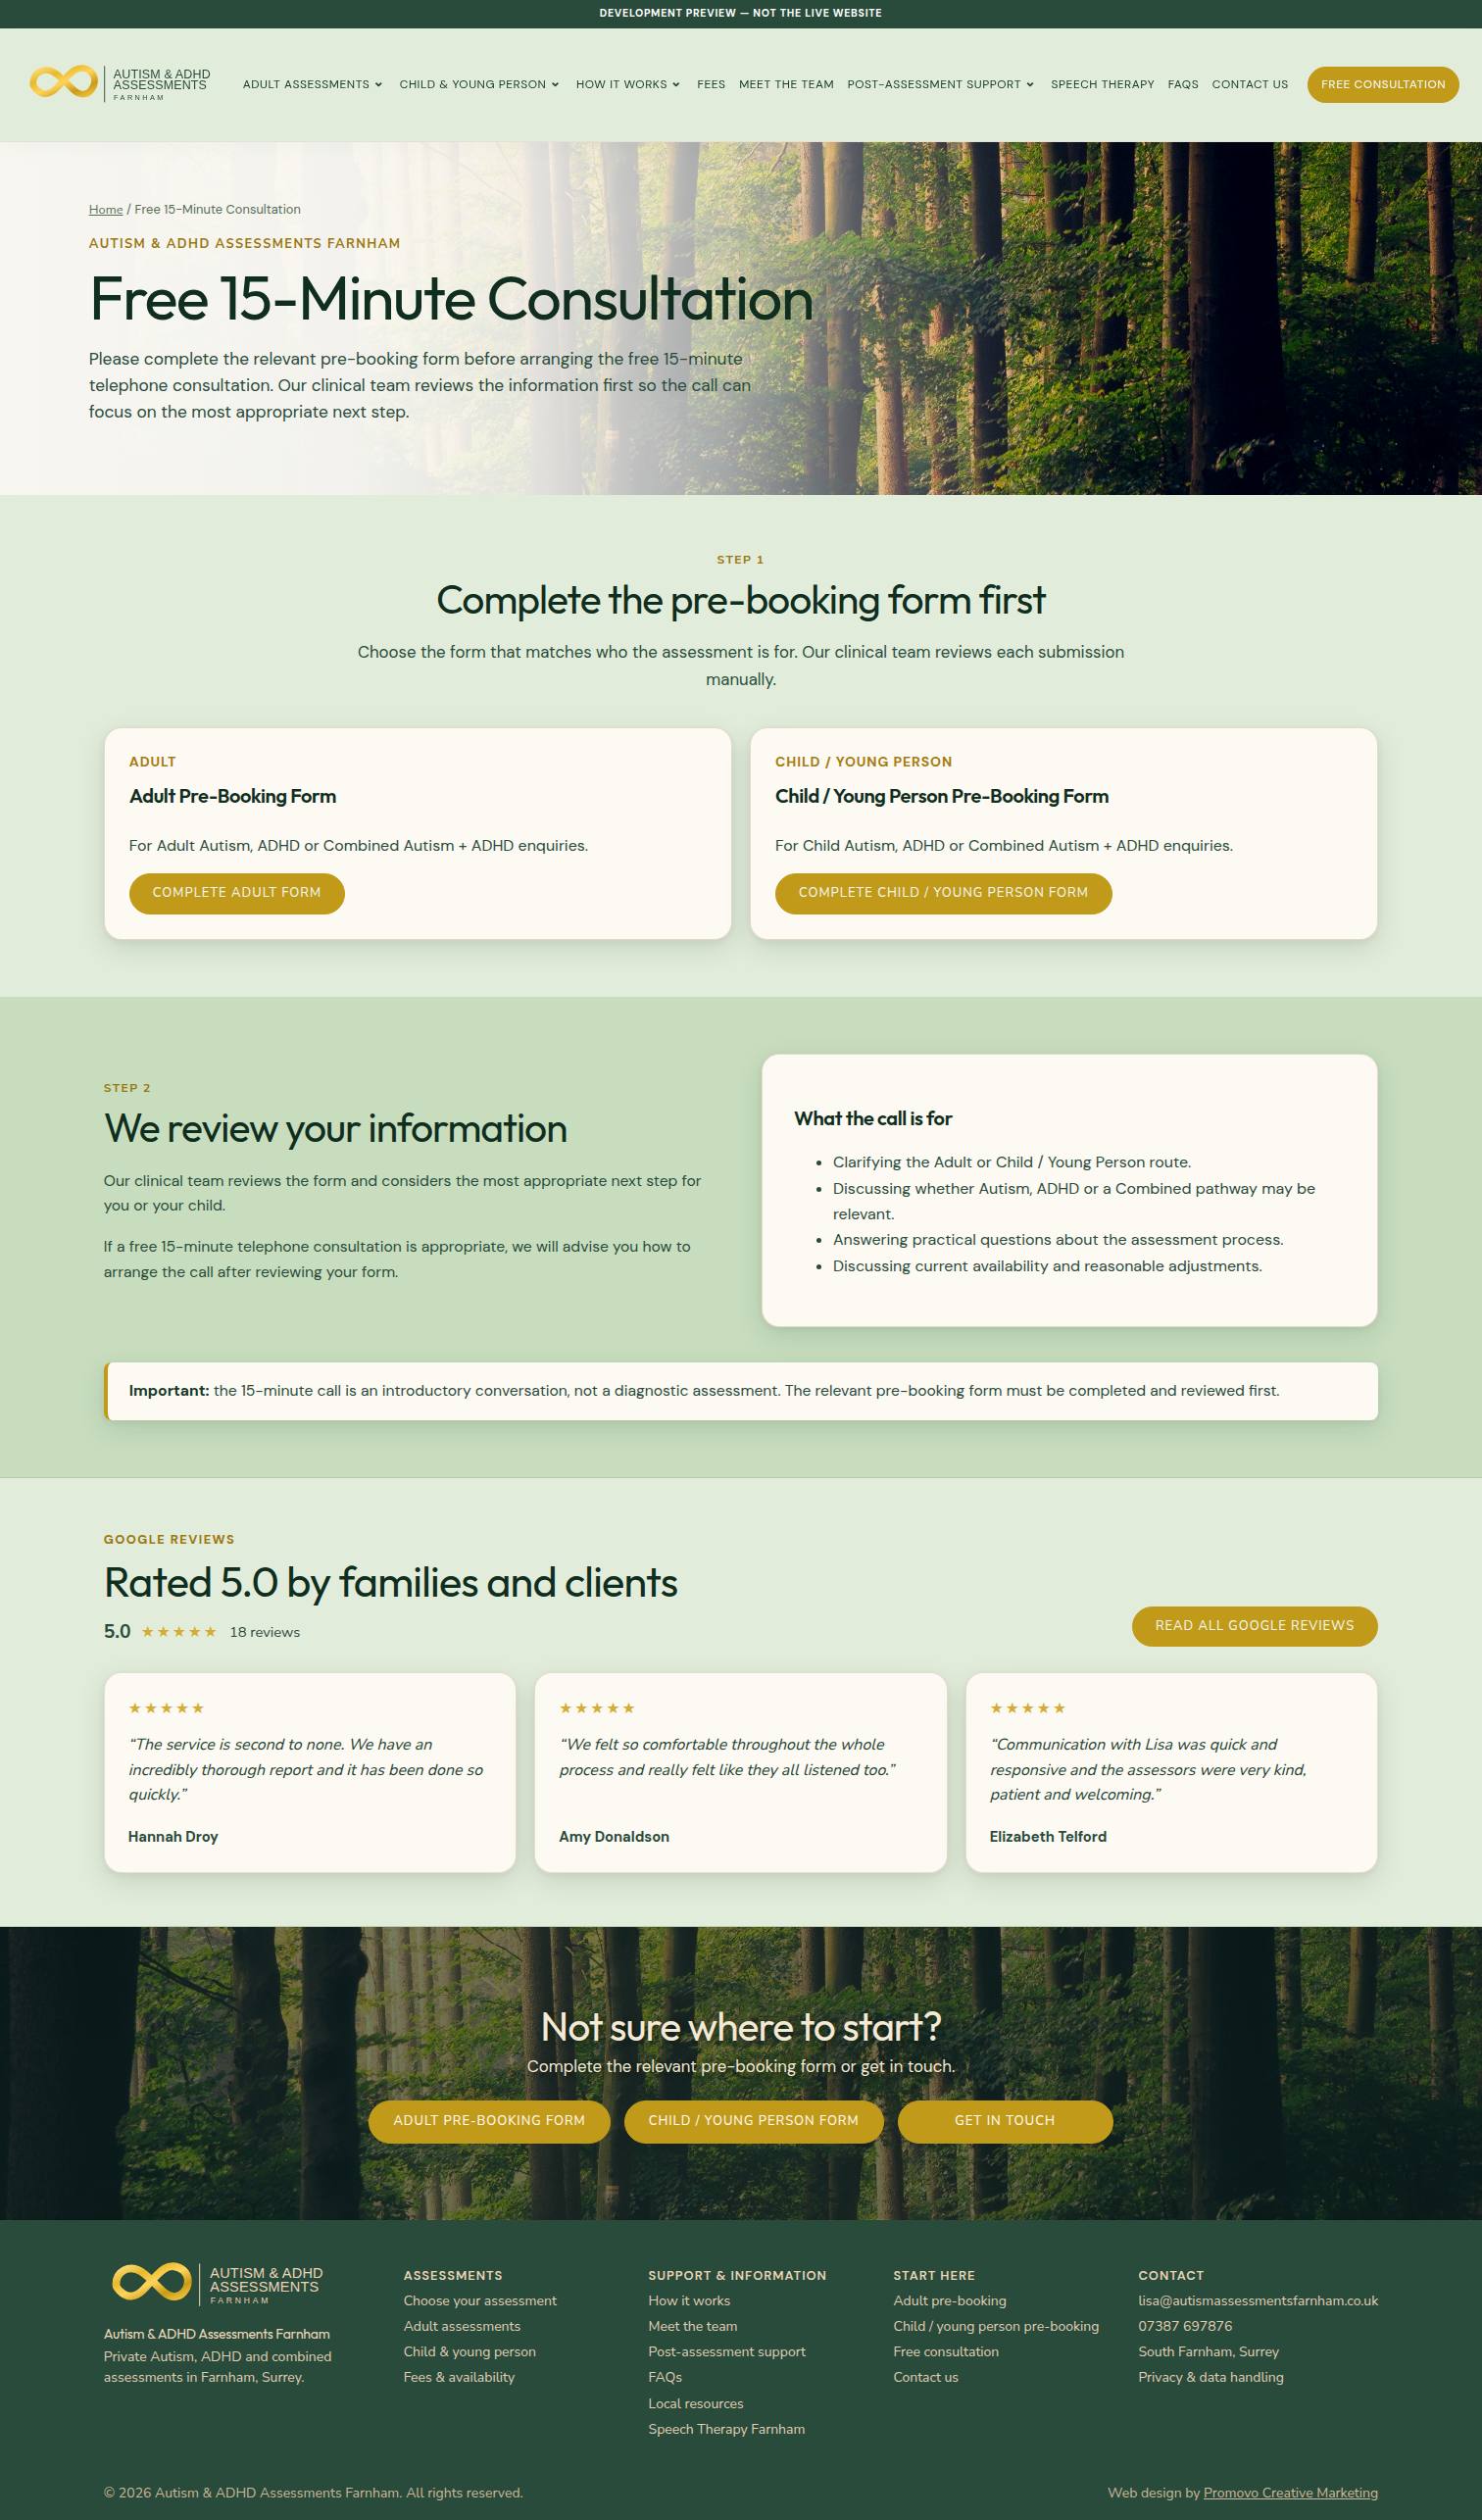 DEVELOPMENT PREVIEW — NOT THE LIVE WEBSITE
AUTISM & ADHD
ASSESSMENTS
FARNHAM
ADULT ASSESSMENTS
CHILD & YOUNG PERSON
HOW IT WORKS
FEES
MEET THE TEAM
POST-ASSESSMENT SUPPORT
SPEECH THERAPY
FAQS
CONTACT US
FREE CONSULTATION
Home / Free 15-Minute Consultation
AUTISM & ADHD ASSESSMENTS FARNHAM
Free 15-Minute Consultation
Please complete the relevant pre-booking form before arranging the free 15-minute
telephone consultation. Our clinical team reviews the information first so the call can
focus on the most appropriate next step.
STEP 1
Complete the pre-booking form first
Choose the form that matches who the assessment is for. Our clinical team reviews each submission
manually.
ADULT
Adult Pre-Booking Form
For Adult Autism, ADHD or Combined Autism + ADHD enquiries.
COMPLETE ADULT FORM
CHILD / YOUNG PERSON
Child / Young Person Pre-Booking Form
For Child Autism, ADHD or Combined Autism + ADHD enquiries.
COMPLETE CHILD / YOUNG PERSON FORM
STEP 2
We review your information
Our clinical team reviews the form and considers the most appropriate next step for
you or your child.
If a free 15-minute telephone consultation is appropriate, we will advise you how to
arrange the call after reviewing your form.
What the call is for
• Clarifying the Adult or Child / Young Person route.
• Discussing whether Autism, ADHD or a Combined pathway may be
relevant.
• Answering practical questions about the assessment process.
• Discussing current availability and reasonable adjustments.
Important: the 15-minute call is an introductory conversation, not a diagnostic assessment. The relevant pre-booking form must be completed and reviewed first.
GOOGLE REVIEWS
Rated 5.0 by families and clients
5.0 ★★★★★ 18 reviews
READ ALL GOOGLE REVIEWS
★★★★★
“The service is second to none. We have an
incredibly thorough report and it has been done so
quickly.”
Hannah Droy
★★★★★
“We felt so comfortable throughout the whole
process and really felt like they all listened too.”
Amy Donaldson
★★★★★
“Communication with Lisa was quick and
responsive and the assessors were very kind,
patient and welcoming.”
Elizabeth Telford
Not sure where to start?
Complete the relevant pre-booking form or get in touch.
ADULT PRE-BOOKING FORM
CHILD / YOUNG PERSON FORM
GET IN TOUCH
AUTISM & ADHD
ASSESSMENTS
FARNHAM
Autism & ADHD Assessments Farnham
Private Autism, ADHD and combined
assessments in Farnham, Surrey.
ASSESSMENTS
Choose your assessment
Adult assessments
Child & young person
Fees & availability
SUPPORT & INFORMATION
How it works
Meet the team
Post-assessment support
FAQs
Local resources
Speech Therapy Farnham
START HERE
Adult pre-booking
Child / young person pre-booking
Free consultation
Contact us
CONTACT
lisa@autismassessmentsfarnham.co.uk
07387 697876
South Farnham, Surrey
Privacy & data handling
© 2026 Autism & ADHD Assessments Farnham. All rights reserved.
Web design by Promovo Creative Marketing